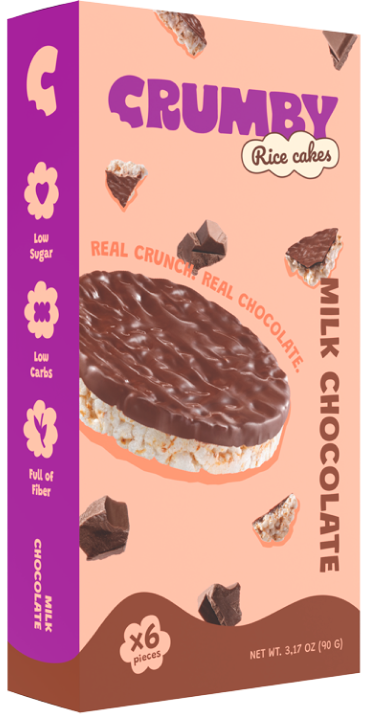 C
Low
Sugar
Low
Carbs
Full of
Fiber
MILK
CHOCOLATE
CRUMBY
Rice cakes
REAL CRUNCH. REAL CHOCOLATE.
MILK CHOCOLATE
x6
pieces
NET WT. 3,17 OZ (90 G)